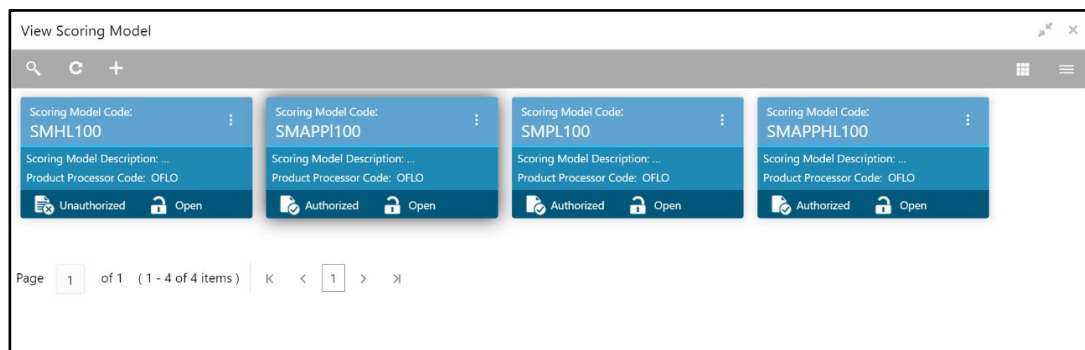 View Scoring Model
Scoring Model Code:
SMHL100
Scoring Model Description: ...
Product Processor Code: OFLO
Unauthorized Open
Scoring Model Code:
SMAPPl100
Scoring Model Description: ...
Product Processor Code: OFLO
Authorized Open
Scoring Model Code:
SMPL100
Scoring Model Description: ...
Product Processor Code: OFLO
Authorized Open
Scoring Model Code:
SMAPPHL100
Scoring Model Description: ...
Product Processor Code: OFLO
Authorized Open
Page 1 of 1 ( 1 - 4 of 4 items ) 1